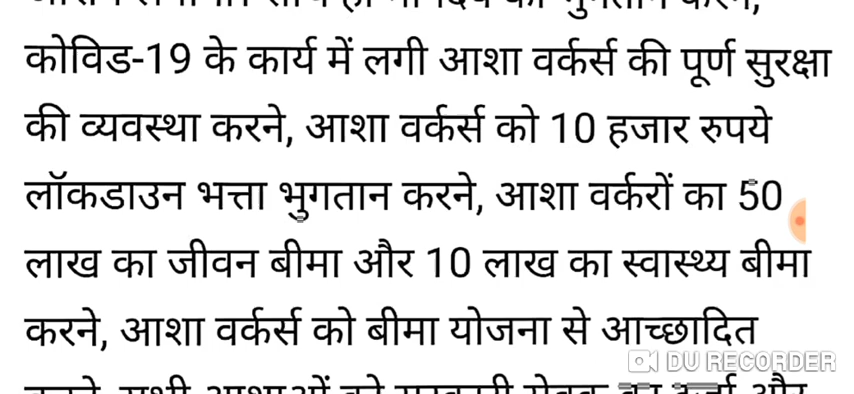 कोविड-19 के कार्य में लगी आशा वर्कर्स की पूर्ण सुरक्षा
की व्यवस्था करने, आशा वर्कर्स को 10 हजार रुपये
लॉकडाउन भत्ता भुगतान करने, आशा वर्करों का 50
लाख का जीवन बीमा और 10 लाख का स्वास्थ्य बीमा
करने, आशा वर्कर्स को बीमा योजना से आच्छादित
DU RECORDER